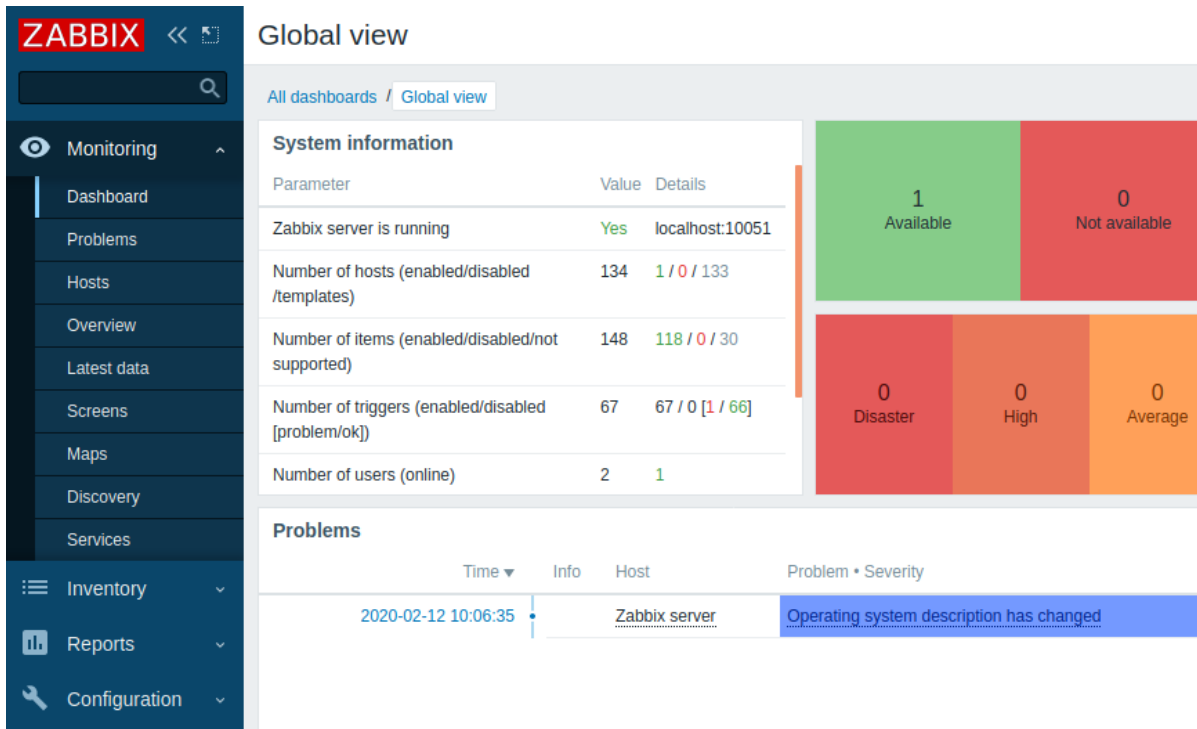 ZABBIX
Global view
All dashboards / Global view
Monitoring
Dashboard
Problems
Hosts
Overview
Latest data
Screens
Maps
Discovery
Services
Inventory
Reports
Configuration
System information
Parameter Value Details
Zabbix server is running Yes localhost:10051
Number of hosts (enabled/disabled 134 1 / 0 / 133
/templates)
Number of items (enabled/disabled/not 148 118 / 0 / 30
supported)
Number of triggers (enabled/disabled 67 67 / 0 [1 / 66]
[problem/ok])
Number of users (online) 2 1
1
Available
0
Not available
0
Disaster
0
High
0
Average
Problems
Time ▼ Info Host Problem • Severity
2020-02-12 10:06:35 Zabbix server Operating system description has changed